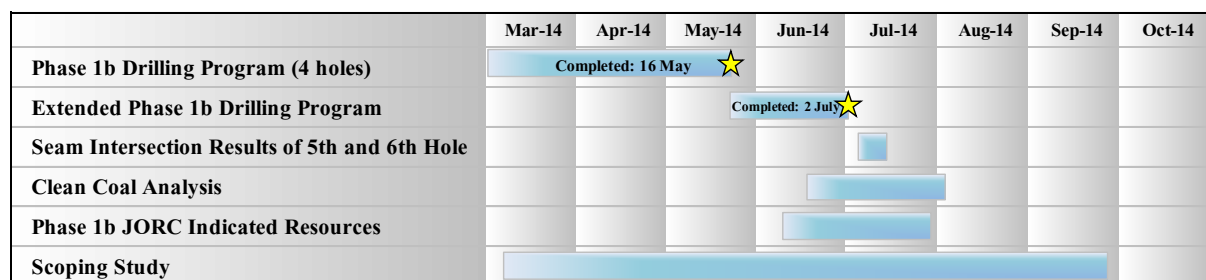 Mar-14 Apr-14 May-14 Jun-14 Jul-14 Aug-14 Sep-14 Oct-14
Phase 1b Drilling Program (4 holes) Completed: 16 May
Extended Phase 1b Drilling Program Completed: 2 July
Seam Intersection Results of 5th and 6th Hole
Clean Coal Analysis
Phase 1b JORC Indicated Resources
Scoping Study